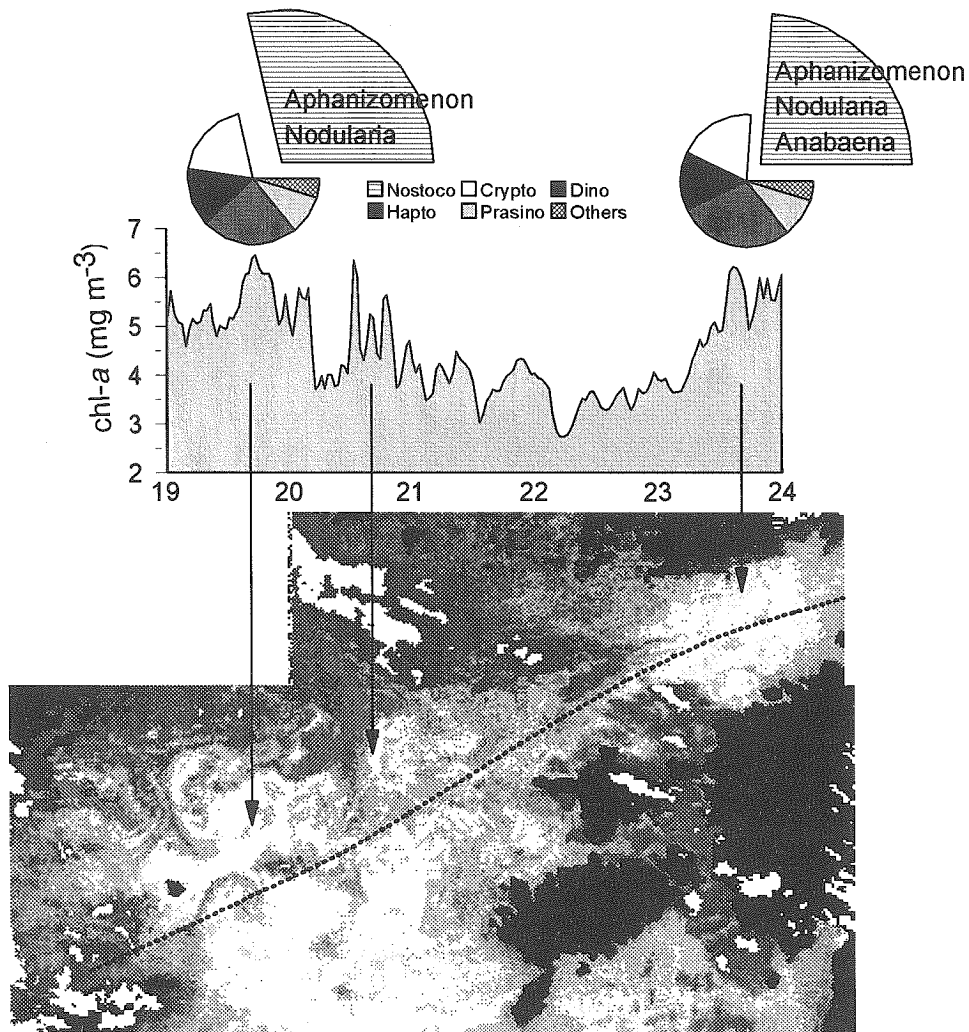 Aphanizomenon
Nodularia
Aphanizomenon
Nodularia
Anabaena
Nostoco Crypto Dino
Hapto Prasino Others
chl-a (mg m⁻³)
7
6
5
4
3
2
19 20 21 22 23 24